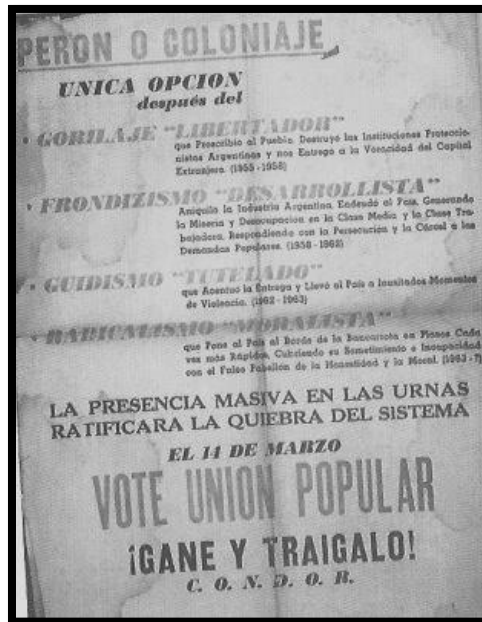 PERON O COLONIAJE
UNICA OPCION
después del
• GORILAJE "LIBERTADOR"
que Proscribio al Pueblo, Destruyó las Instituciones Proteccio-
nistas Argentinas y nos Entrego a la Voracidad del Capital
Extranjero. (1955-1958)
• FRONDIZISMO "DESARROLLISTA"
Aniquilo la Industria Argentina, Endeudó al País, Generando
la Miseria y Desocupación en la Clase Media y la Clase Tra-
bajadora, Respondiendo con la Persecución y la Cárcel a las
Demandas Populares. (1958-1962)
• GUIDISMO "TUTELADO"
que Acentuó la Entrega y Llevó al País a Inusitados Momentos
de Violencia. (1962-1963)
• RADICALISMO "MORALISTA"
que Pone al País al Borde de la Bancarrota en Planos Cada
vez más Rápidos, Cubriendo su Sometimiento e Incapacidad
con el Falso Pabellón de la Honestidad y la Moral. (1963-?)
LA PRESENCIA MASIVA EN LAS URNAS
RATIFICARA LA QUIEBRA DEL SISTEMA
EL 14 DE MARZO
VOTE UNION POPULAR
¡GANE Y TRAIGALO!
C. O. N. D. O. R.